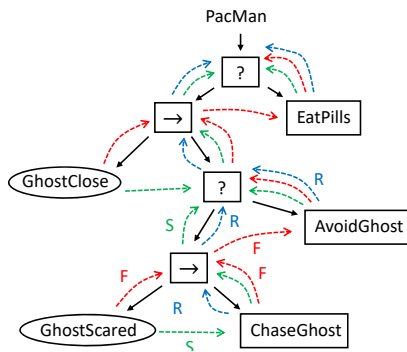 PacMan
?
→
EatPills
GhostClose
?
R
S
R
AvoidGhost
F
→
F
F
R
GhostScared
ChaseGhost
S